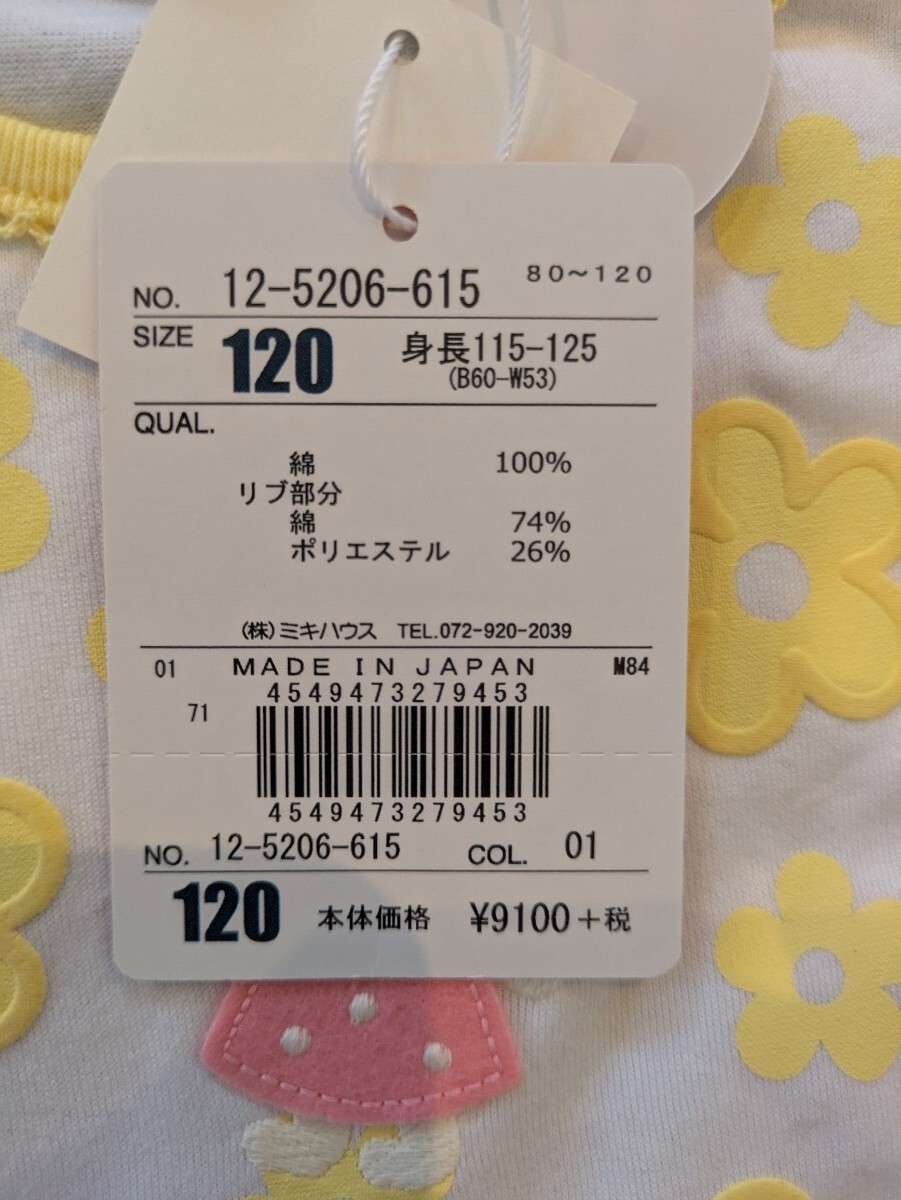 NO. 12-5206-615 80~120
SIZE 120 身長115-125
(B60-W53)
QUAL.
綿 100%
リブ部分
綿 74%
ポリエステル 26%
(株)ミキハウス TEL.072-920-2039
01 MADE IN JAPAN M84
4549473279453
71
4549473279453
NO. 12-5206-615 COL. 01
120 本体価格 ¥9100+税